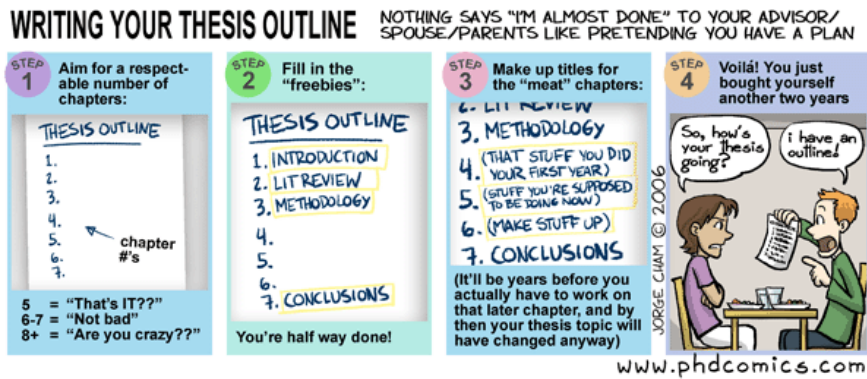 WRITING YOUR THESIS OUTLINE
NOTHING SAYS "I'M ALMOST DONE" TO YOUR ADVISOR/
SPOUSE/PARENTS LIKE PRETENDING YOU HAVE A PLAN
STEP
1
Aim for a respect-
able number of
chapters:
THESIS OUTLINE
1.
2.
3.
4.
5.
6.
7.
chapter
#'s
5 = "That's IT??"
6-7 = "Not bad"
8+ = "Are you crazy??"
STEP
2
Fill in the
"freebies":
THESIS OUTLINE
1. INTRODUCTION
2. LIT REVIEW
3. METHODOLOGY
4.
5.
6.
7. CONCLUSIONS
You're half way done!
STEP
3
Make up titles for
the "meat" chapters:
2. LIT REVIEW
3. METHODOLOGY
4. (THAT STUFF YOU DID
YOUR FIRST YEAR)
5. (STUFF YOU'RE SUPPOSED
TO BE DOING NOW)
6. (MAKE STUFF UP)
7. CONCLUSIONS
(It'll be years before you
actually have to work on
that later chapter, and by
then your thesis topic will
have changed anyway)
STEP
4
Voilá! You just
bought yourself
another two years
So, how's
your thesis
going?
i have an
outline!
JORGE CHAM © 2006
www.phdcomics.com